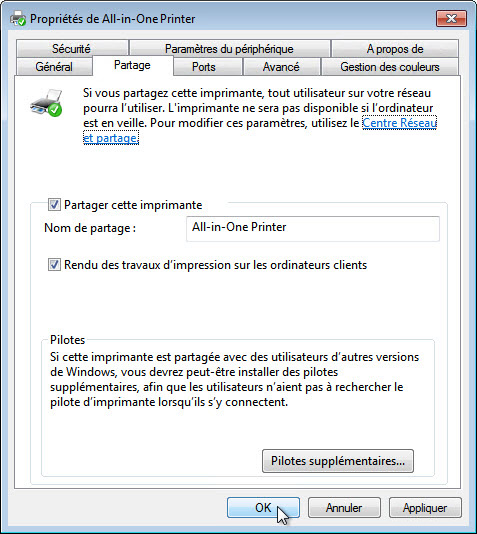 Propriétés de All-in-One Printer
Sécurité Paramètres du périphérique A propos de
Général Partage Ports Avancé Gestion des couleurs
Si vous partagez cette imprimante, tout utilisateur sur votre réseau
pourra l'utiliser. L'imprimante ne sera pas disponible si l'ordinateur
est en veille. Pour modifier ces paramètres, utilisez le Centre Réseau
et partage.
Partager cette imprimante
Nom de partage : All-in-One Printer
Rendu des travaux d'impression sur les ordinateurs clients
Pilotes
Si cette imprimante est partagée avec des utilisateurs d'autres versions
de Windows, vous devrez peut-être installer des pilotes
supplémentaires, afin que les utilisateurs n'aient pas à rechercher le
pilote d'imprimante lorsqu'ils s'y connectent.
Pilotes supplémentaires...
OK Annuler Appliquer